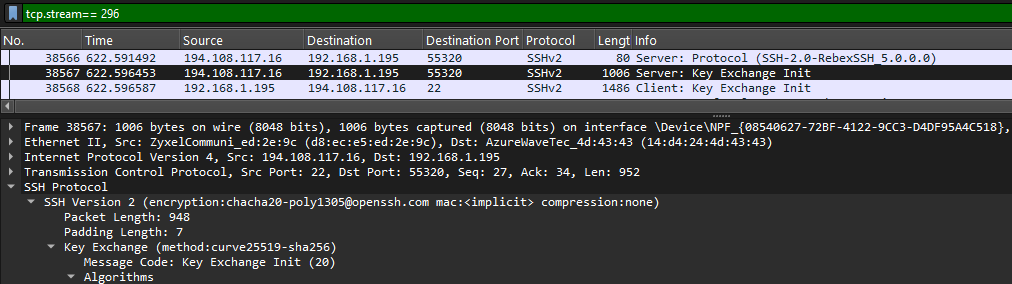 tcp.stream== 296
No. Time Source Destination Destination Port Protocol Lengt Info
38566 622.591492 194.108.117.16 192.168.1.195 55320 SSHv2 80 Server: Protocol (SSH-2.0-RebexSSH_5.0.0.0)
38567 622.596453 194.108.117.16 192.168.1.195 55320 SSHv2 1006 Server: Key Exchange Init
38568 622.596587 192.168.1.195 194.108.117.16 22 SSHv2 1486 Client: Key Exchange Init
Frame 38567: 1006 bytes on wire (8048 bits), 1006 bytes captured (8048 bits) on interface \Device\NPF_{08540627-72BF-4122-9CC3-D4DF95A4C518},
Ethernet II, Src: ZyxelCommuni_ed:2e:9c (d8:ec:e5:ed:2e:9c), Dst: AzureWaveTec_4d:43:43 (14:d4:24:4d:43:43)
Internet Protocol Version 4, Src: 194.108.117.16, Dst: 192.168.1.195
Transmission Control Protocol, Src Port: 22, Dst Port: 55320, Seq: 27, Ack: 34, Len: 952
SSH Protocol
SSH Version 2 (encryption:chacha20-poly1305@openssh.com mac:<implicit> compression:none)
Packet Length: 948
Padding Length: 7
Key Exchange (method:curve25519-sha256)
Message Code: Key Exchange Init (20)
Algorithms